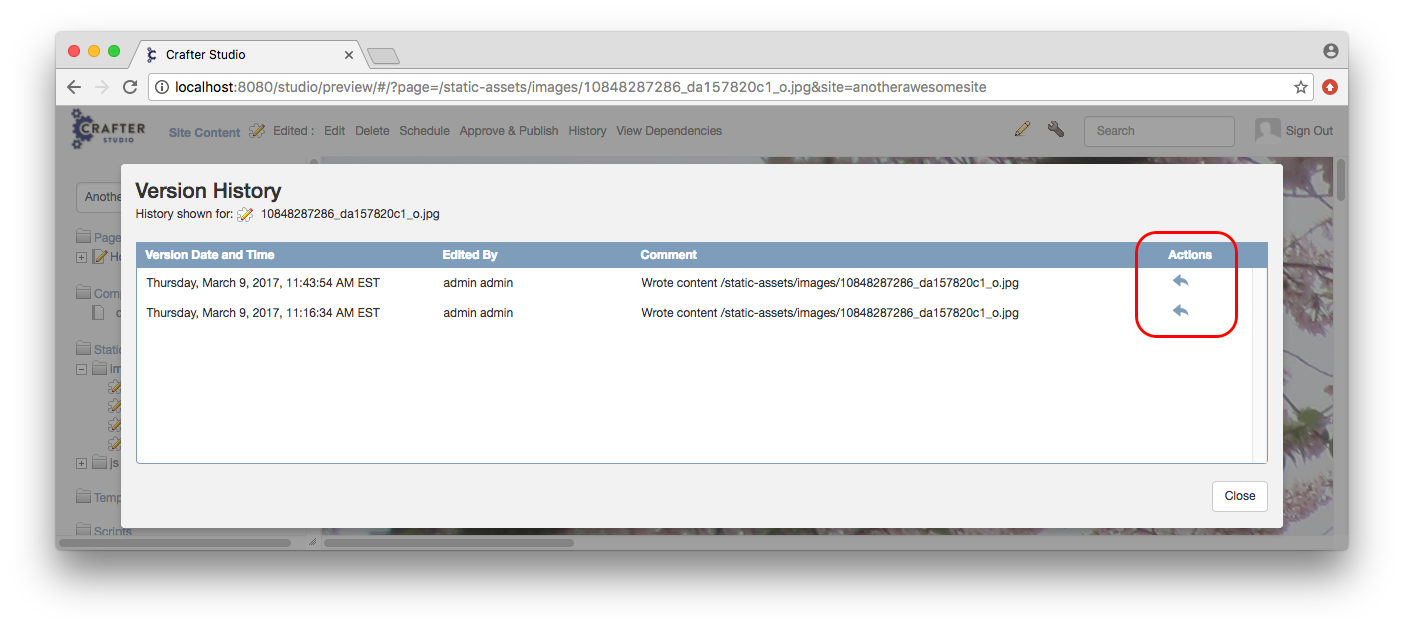 Crafter Studio
localhost:8080/studio/preview/#/?page=/static-assets/images/10848287286_da157820c1_o.jpg&site=anotherawesomesite
CRAFTER
STUDIO
Site Content Edited : Edit Delete Schedule Approve & Publish History View Dependencies Search Sign Out
Version History
History shown for: 10848287286_da157820c1_o.jpg
Anothe
Page
Ho
Com
c
Static
im
js
Temp
Scripts
Version Date and Time Edited By Comment Actions
Thursday, March 9, 2017, 11:43:54 AM EST admin admin Wrote content /static-assets/images/10848287286_da157820c1_o.jpg
Thursday, March 9, 2017, 11:16:34 AM EST admin admin Wrote content /static-assets/images/10848287286_da157820c1_o.jpg
Close